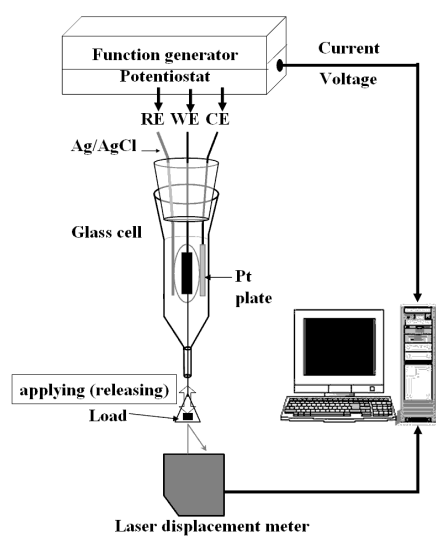 Function generator
Potentiostat
Current
Voltage
RE WE CE
Ag/AgCl
Glass cell
Pt
plate
applying (releasing)
Load
Laser displacement meter